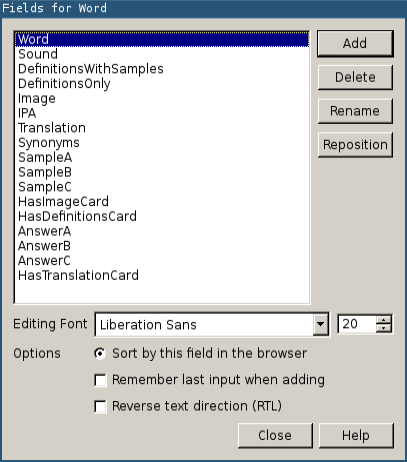 Fields for Word
Word
Sound
DefinitionsWithSamples
DefinitionsOnly
Image
IPA
Translation
Synonyms
SampleA
SampleB
SampleC
HasImageCard
HasDefinitionsCard
AnswerA
AnswerB
AnswerC
HasTranslationCard
Add
Delete
Rename
Reposition
Editing Font Liberation Sans 20
Options Sort by this field in the browser
Remember last input when adding
Reverse text direction (RTL)
Close Help